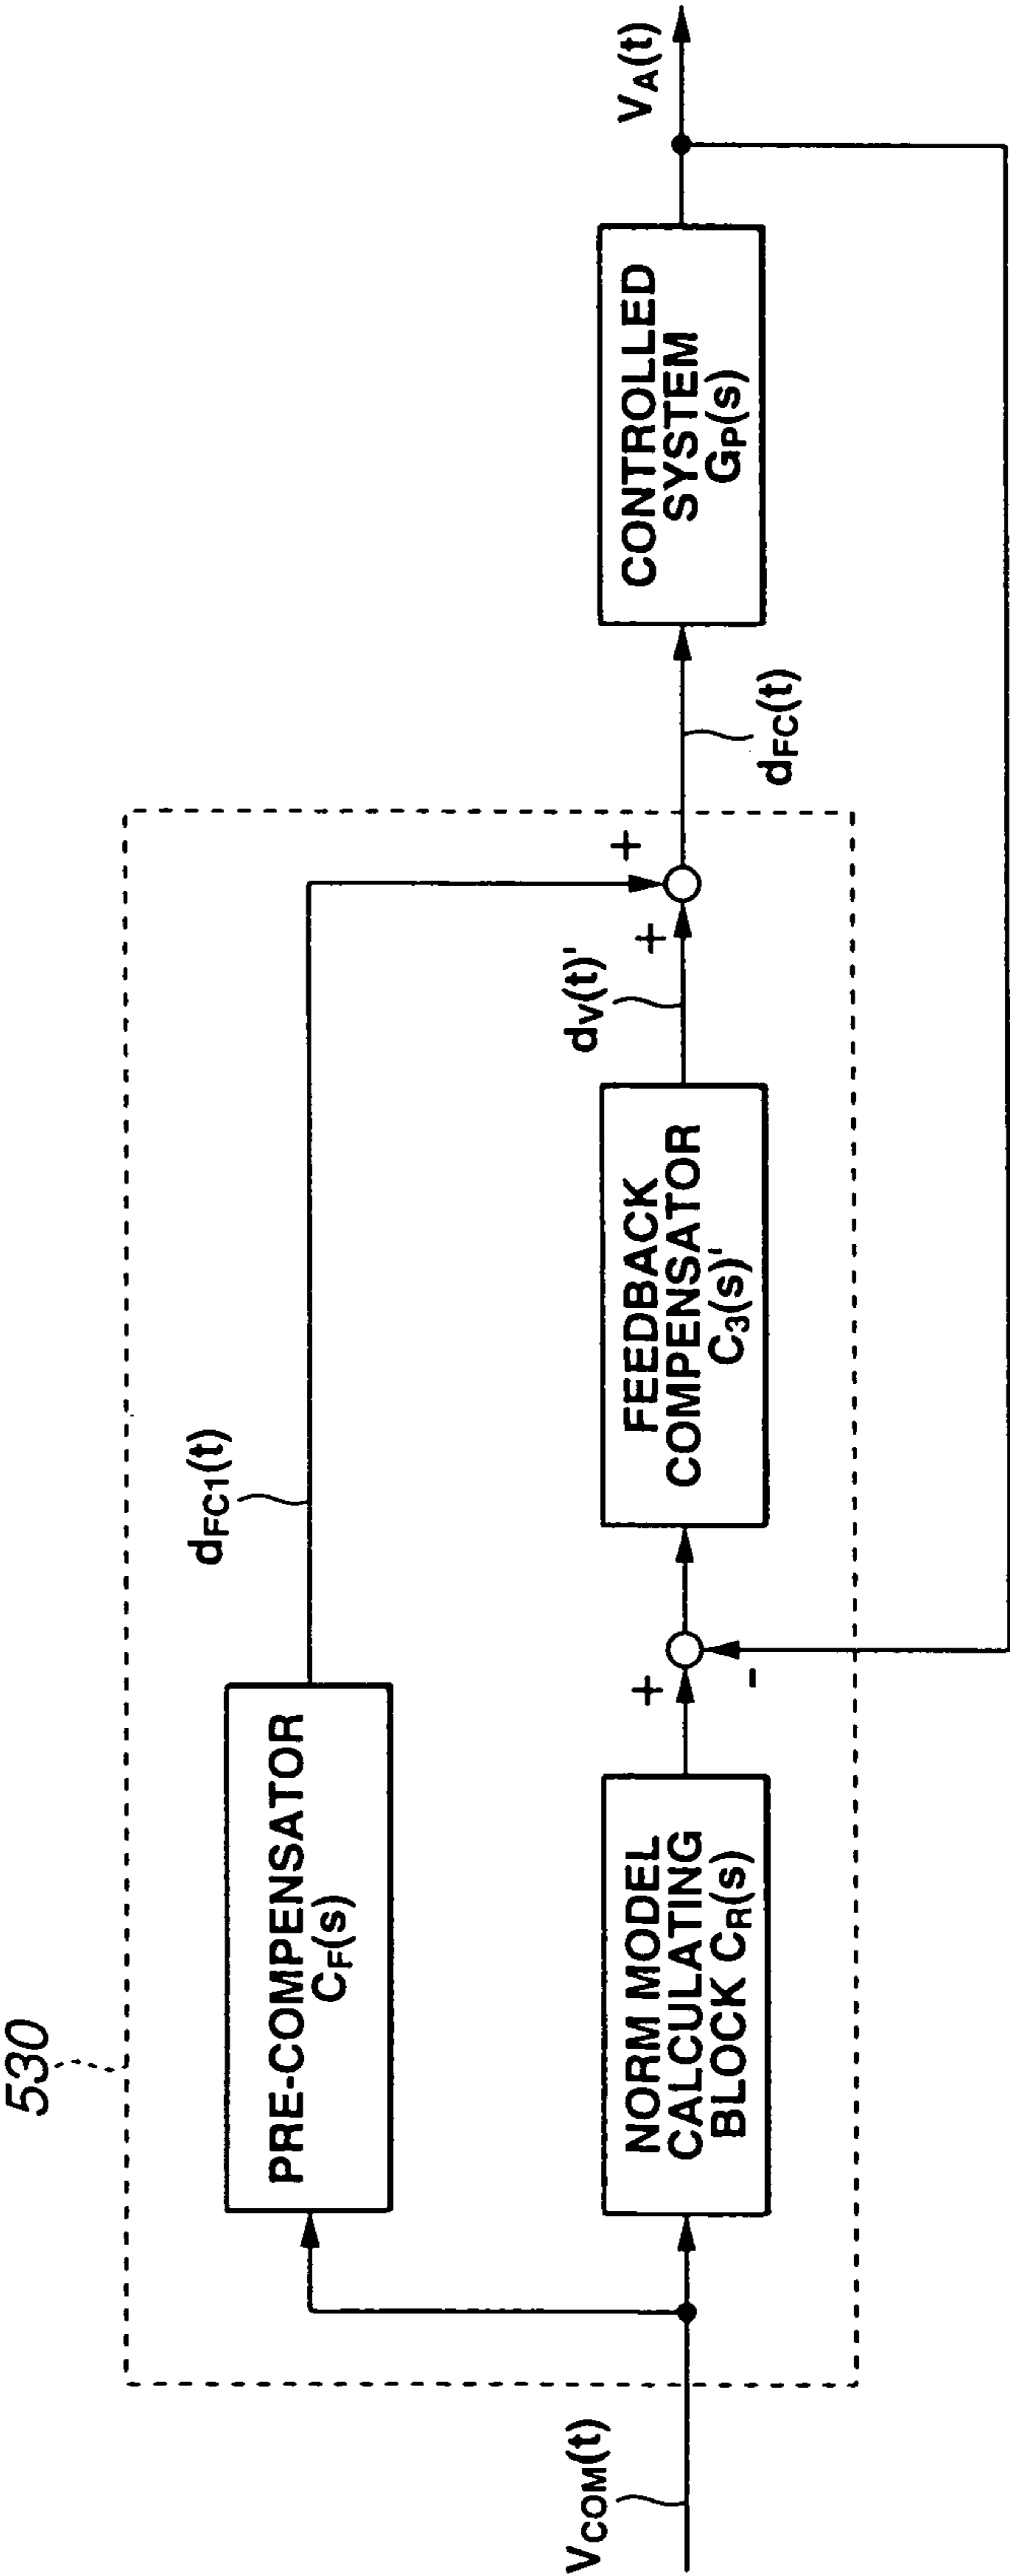 530
VCOM(t)
PRE-COMPENSATOR
CF(s)
dFC1(t)
NORM MODEL
CALCULATING
BLOCK CR(s)
+
-
FEEDBACK
COMPENSATOR
C3(s)'
dV(t)'
+
+
dFC(t)
CONTROLLED
SYSTEM
GP(s)
VA(t)